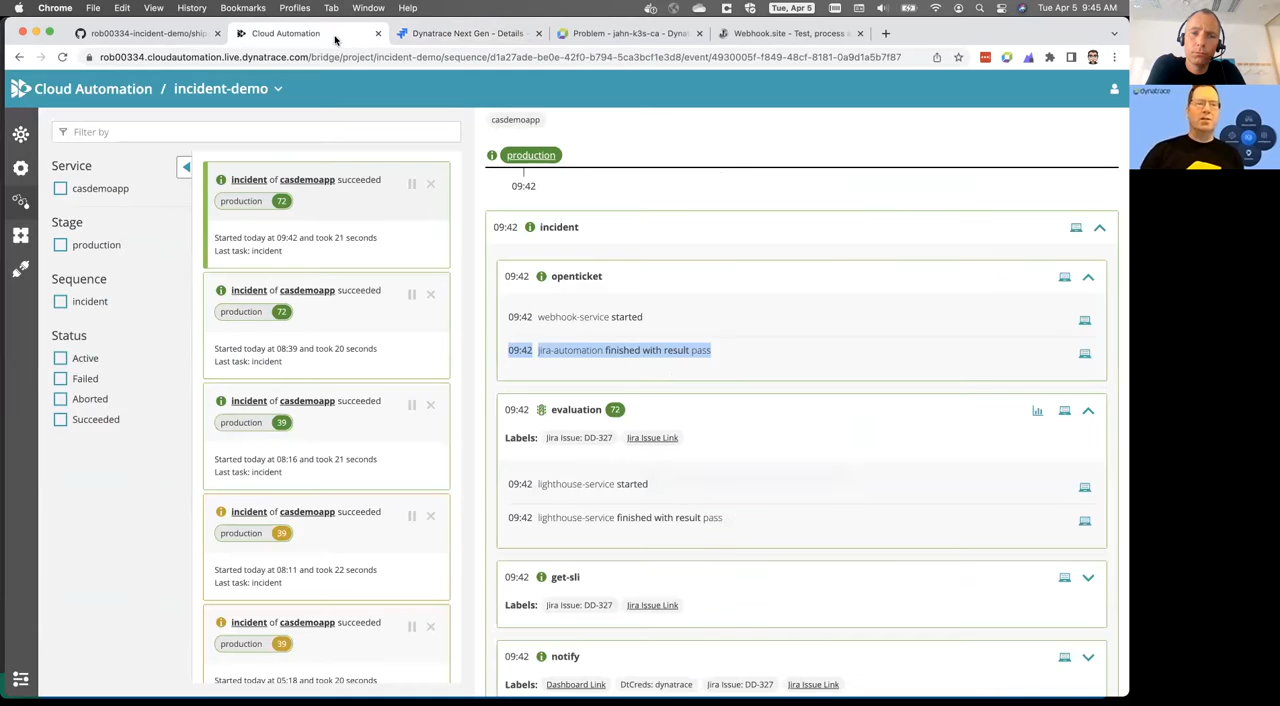 Chrome File Edit View History Bookmarks Profiles Tab Window Help Tue, Apr 5 Tue Apr 5 9:45 AM
rob00334-incident-demo/ship Cloud Automation Dynatrace Next Gen - Details Problem - jahn-k3s-ca - Dyna Webhook.site - Test, process a
rob00334.cloudautomation.live.dynatrace.com/bridge/project/incident-demo/sequence/d1a27ade-be0e-42f0-b794-5ca3bcf1e3d8/event/4930005f-f849-48cf-8181-0a9d1a5b7f87
dynatrace
Cloud Automation / incident-demo
Filter by
Service
casdemoapp
Stage
production
Sequence
incident
Status
Active
Failed
Aborted
Succeeded
incident of casdemoapp succeeded
production 72
Started today at 09:42 and took 21 seconds
Last task: incident
incident of casdemoapp succeeded
production 72
Started today at 08:39 and took 20 seconds
Last task: incident
incident of casdemoapp succeeded
production 39
Started today at 08:16 and took 21 seconds
Last task: incident
incident of casdemoapp succeeded
production 39
Started today at 08:11 and took 22 seconds
Last task: incident
incident of casdemoapp succeeded
production 39
Started today at 05:18 and took 20 seconds
casdemoapp
production
09:42
09:42 incident
09:42 openticket
09:42 webhook-service started
09:42 jira-automation finished with result pass
09:42 evaluation 72
Labels: Jira Issue: DD-327 Jira Issue Link
09:42 lighthouse-service started
09:42 lighthouse-service finished with result pass
09:42 get-sli
Labels: Jira Issue: DD-327 Jira Issue Link
09:42 notify
Labels: Dashboard Link DtCreds: dynatrace Jira Issue: DD-327 Jira Issue Link